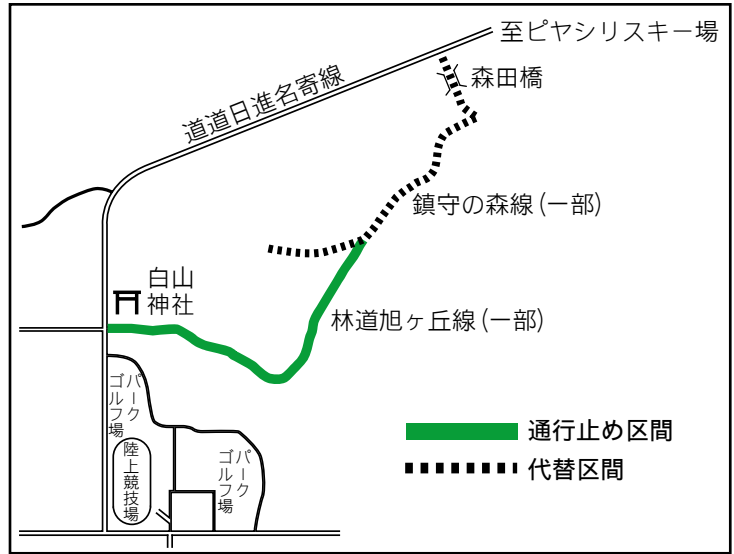 至ピヤシリスキー場
森田橋
道道日進名寄線
鎮守の森線(一部)
白山
神社
林道旭ヶ丘線(一部)
パーク
ゴルフ場
陸上競技場
パーク
ゴルフ場
通行止め区間
代替区間